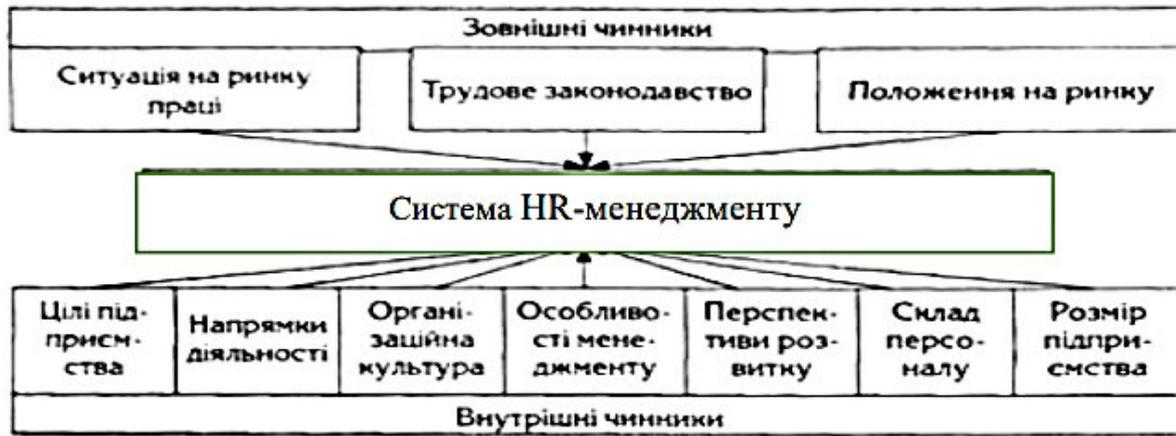 Зовнішні чинники
Ситуація на ринку
праці
Трудове законодавство
Положення на ринку
Система HR-менеджменту
Цілі під-
приєм-
ства
Напрямки
діяльності
Органі-
заційна
культура
Особливо-
сті мене-
джменту
Перспек-
тиви роз-
витку
Склад
персо-
налу
Розмір
підпри-
ємства
Внутрішні чинники